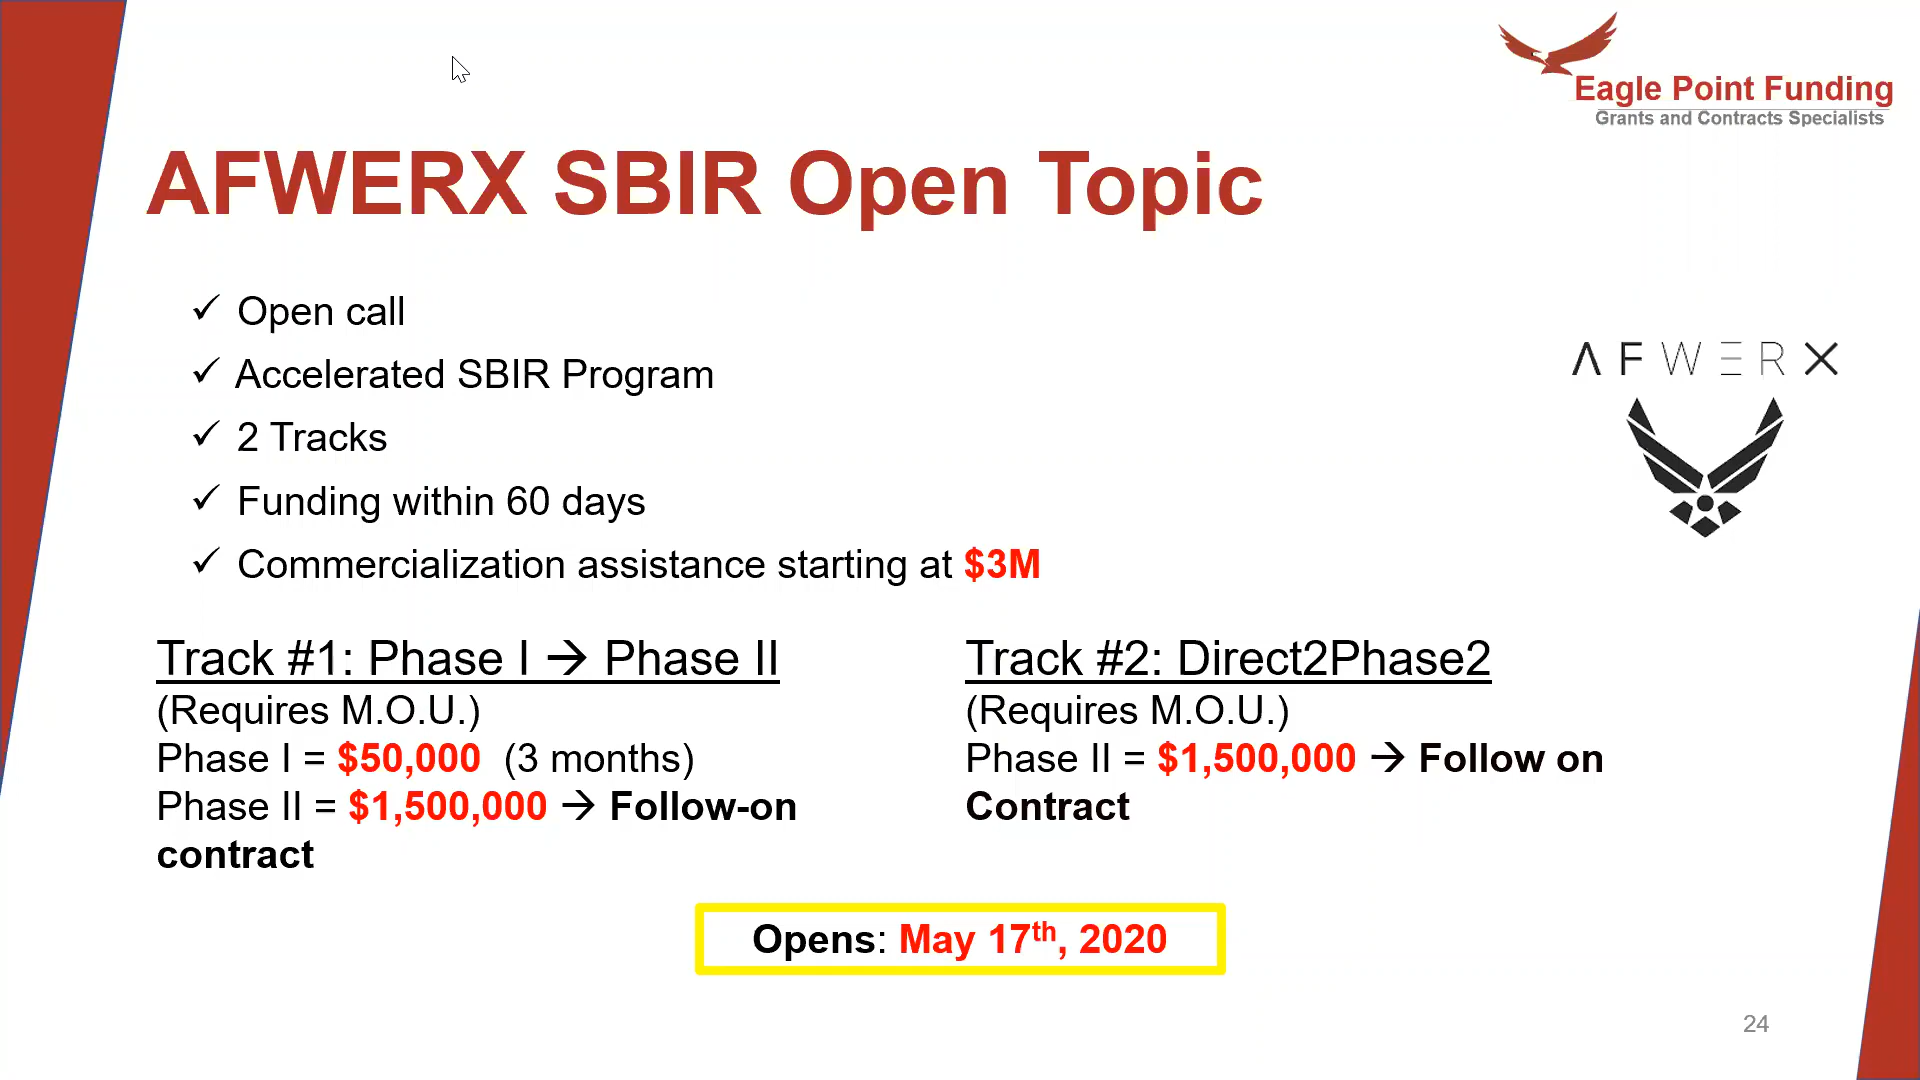 Eagle Point Funding
Grants and Contracts Specialists
AFWERX SBIR Open Topic
✓ Open call
✓ Accelerated SBIR Program
✓ 2 Tracks
✓ Funding within 60 days
✓ Commercialization assistance starting at $3M
AFWERX
Track #1: Phase I → Phase II
(Requires M.O.U.)
Phase I = $50,000 (3 months)
Phase II = $1,500,000 → Follow-on
contract
Track #2: Direct2Phase2
(Requires M.O.U.)
Phase II = $1,500,000 → Follow on
Contract
Opens: May 17th, 2020
24